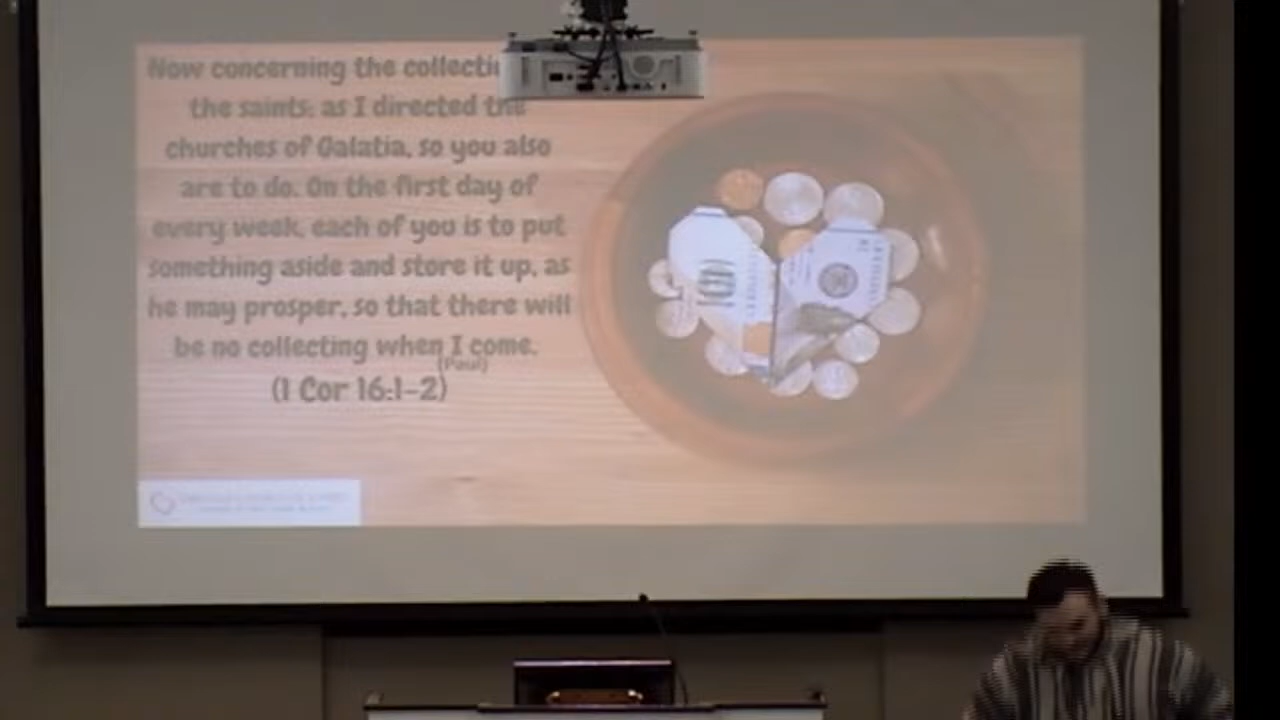 Now concerning the collecti
the saints: as I directed the
churches of Galatia, so you also
are to do. On the first day of
every week, each of you is to put
something aside and store it up, as
he may prosper, so that there will
be no collecting when I come.
(Paul)
(1 Cor 16:1-2)